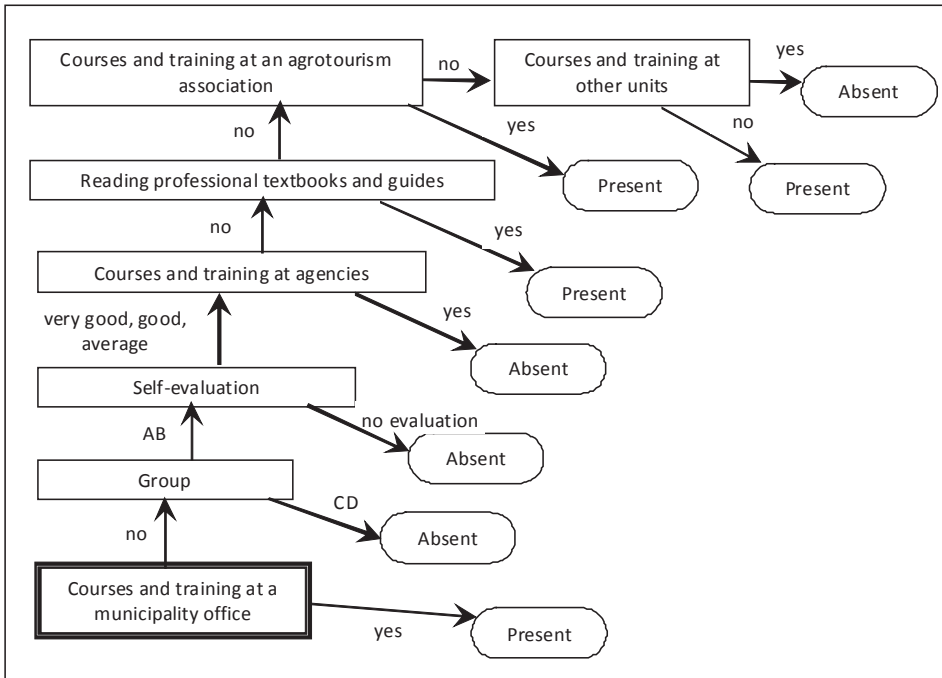 Courses and training at an agrotourism
association
no
Courses and training at
other units
yes
Absent
no
yes
no
Present
Present
Reading professional textbooks and guides
no
yes
Present
Courses and training at agencies
very good, good,
average
yes
Absent
Self-evaluation
no evaluation
AB
Absent
Group
CD
Absent
no
Courses and training at a
municipality office
yes
Present